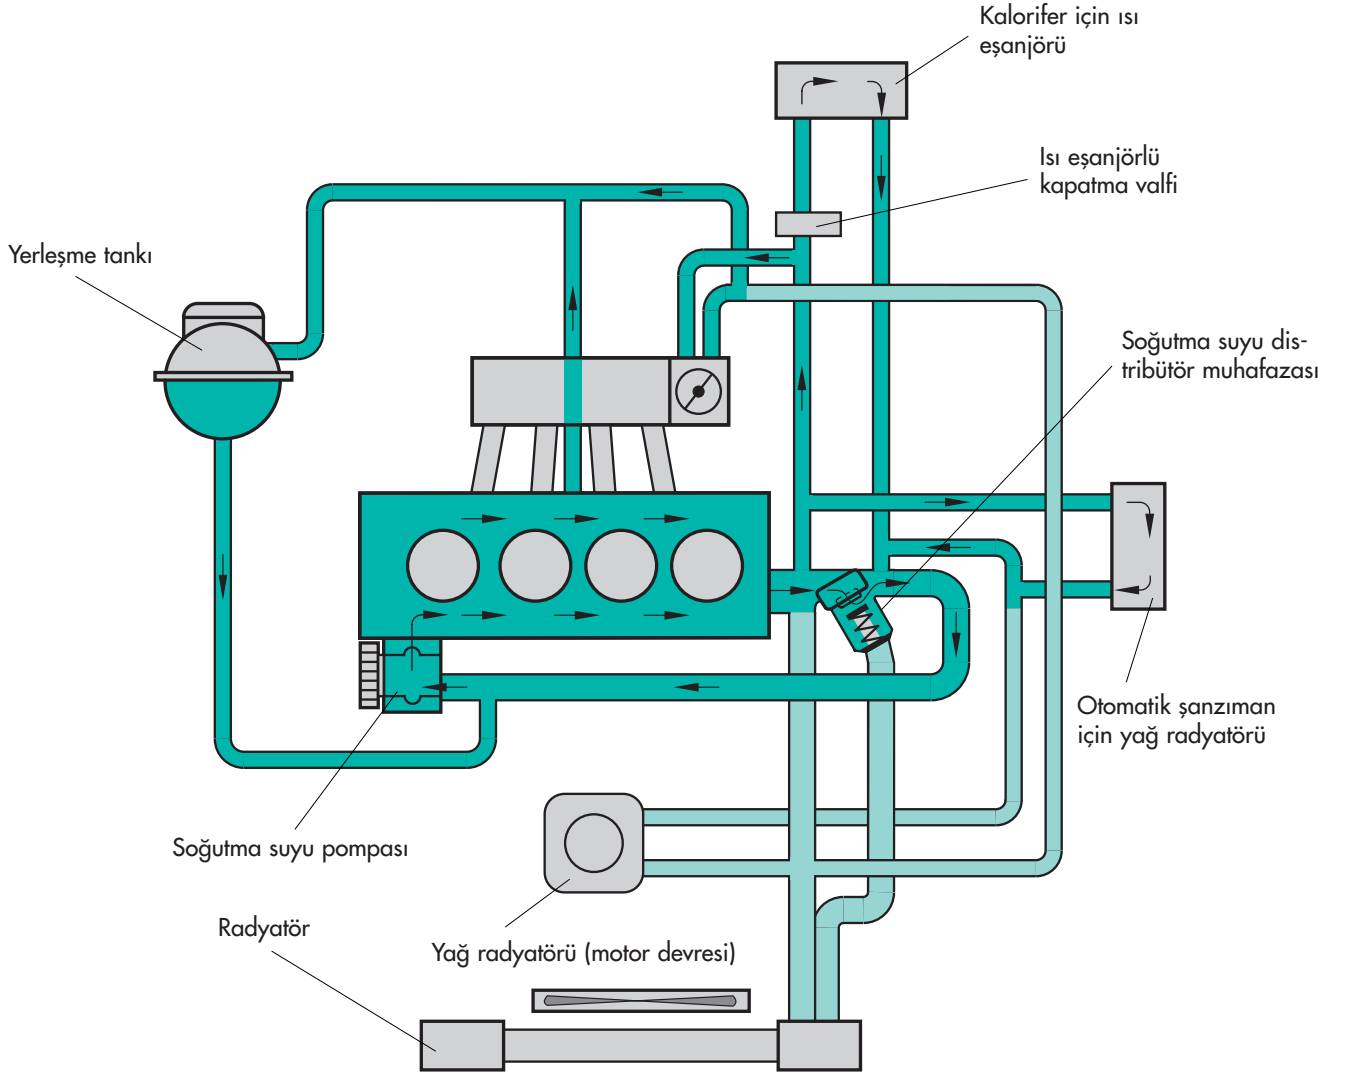 Kalorifer için ısı
eşanjörü
Isı eşanjörlü
kapatma valfi
Yerleşme tankı
Soğutma suyu dis-
tribütör muhafazası
Otomatik şanzıman
için yağ radyatörü
Soğutma suyu pompası
Radyatör
Yağ radyatörü (motor devresi)